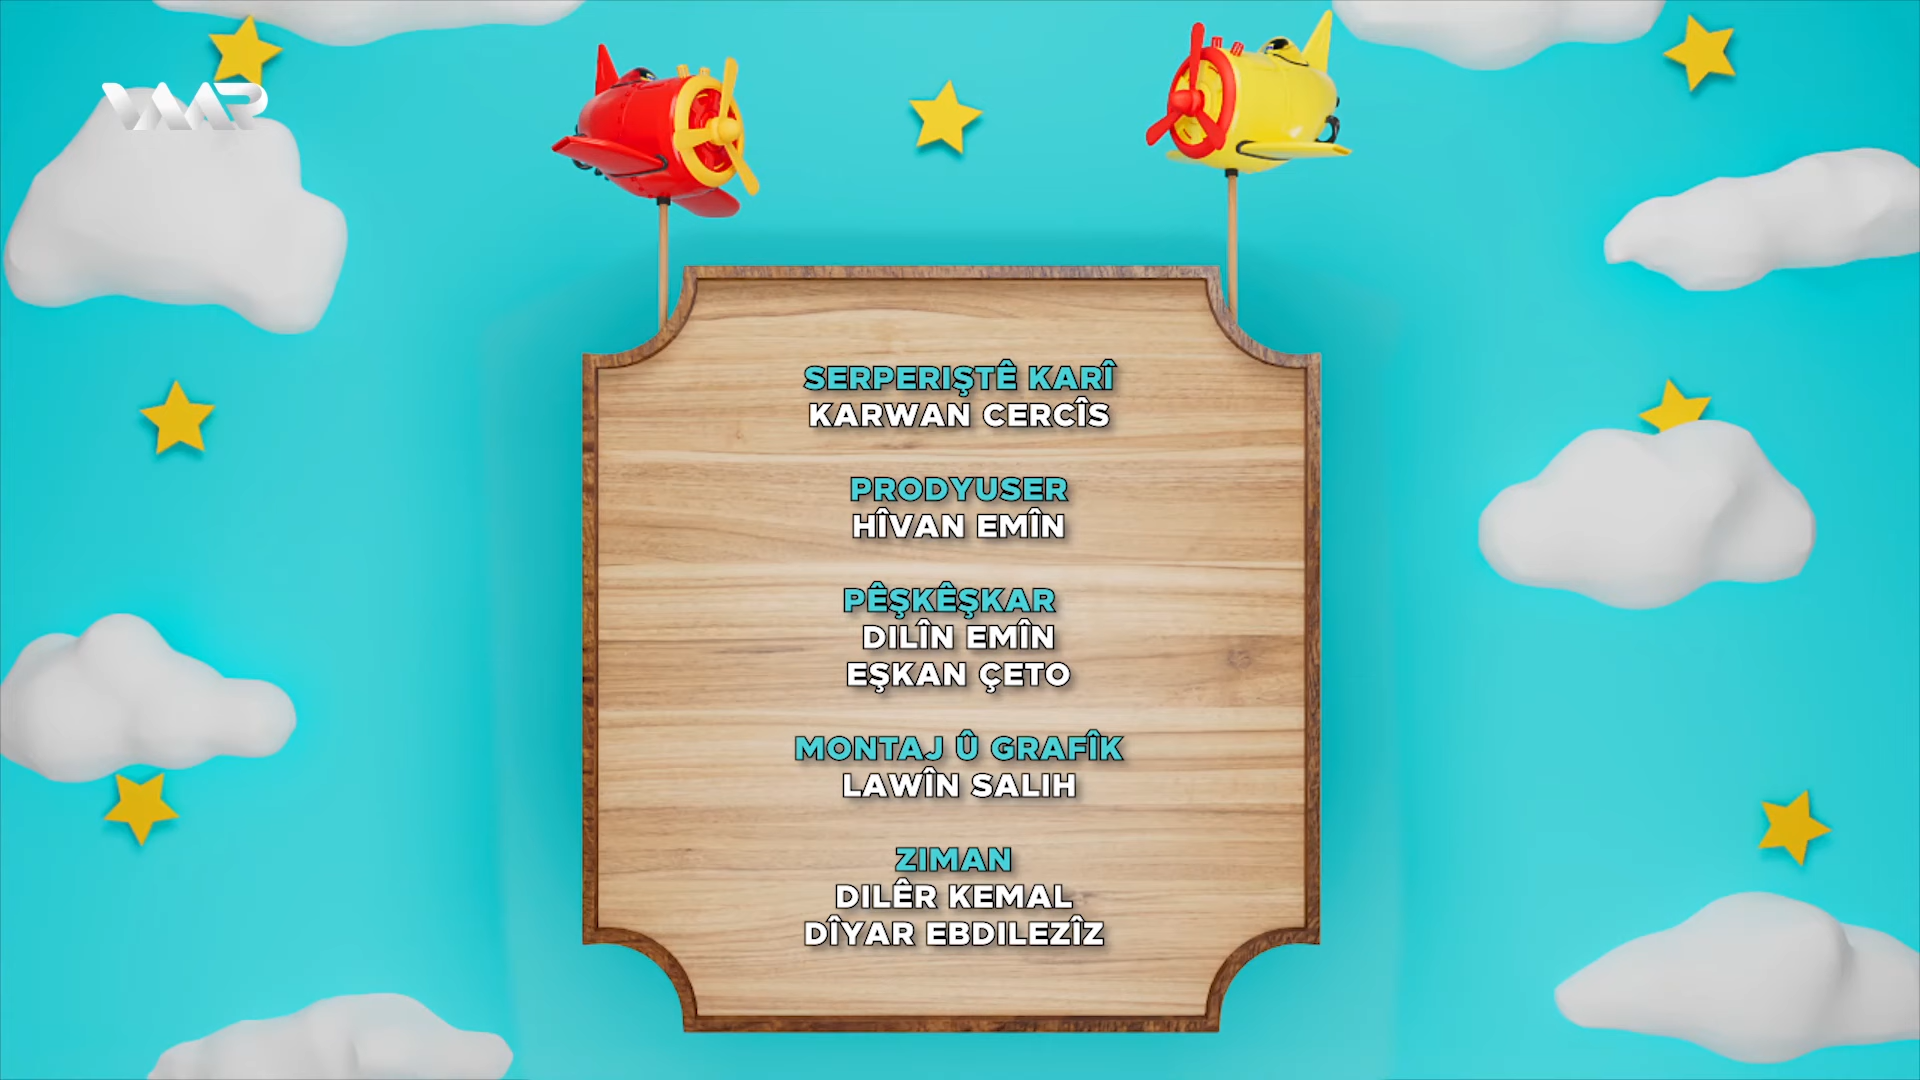 SERPERIŞTÊ KARÎ
KARWAN CERCÎS
PRODYUSER
HÎVAN EMÎN
PÊŞKÊŞKAR
DILÎN EMÎN
EŞKAN ÇETO
MONTAJ Û GRAFÎK
LAWÎN SALIH
ZIMAN
DILÊR KEMAL
DÎYAR EBDILEZÎZ